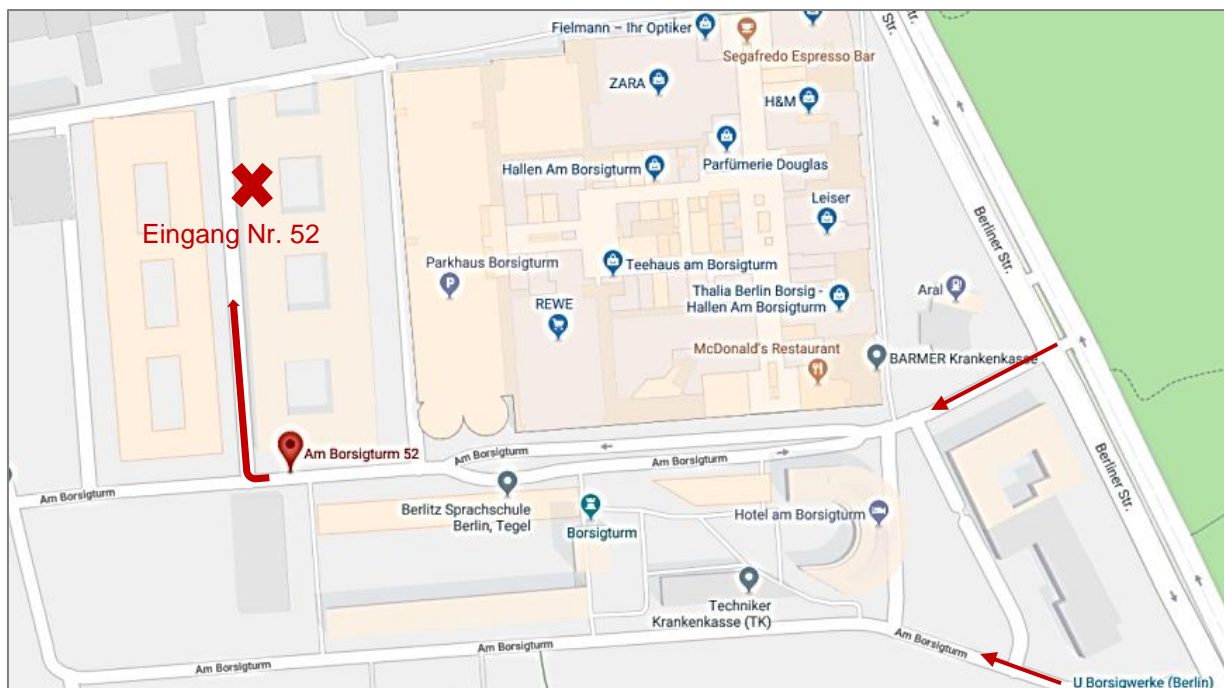 Fielmann – Ihr Optiker
Segafredo Espresso Bar
Str.
Str.
ZARA
H&M
Parfümerie Douglas
Hallen Am Borsigturm
Leiser
Eingang Nr. 52
Berliner Str.
Parkhaus Borsigturm
P
Teehaus am Borsigturm
Aral
Thalia Berlin Borsig -
Hallen Am Borsigturm
REWE
McDonald's Restaurant
BARMER Krankenkasse
Am Borsigturm 52
Am Borsigturm
Am Borsigturm
Am Borsigturm
Berliner Str.
Berlitz Sprachschule
Berlin, Tegel
Borsigturm
Hotel am Borsigturm
Techniker
Krankenkasse (TK)
Am Borsigturm
Am Borsigturm
U Borsigwerke (Berlin)